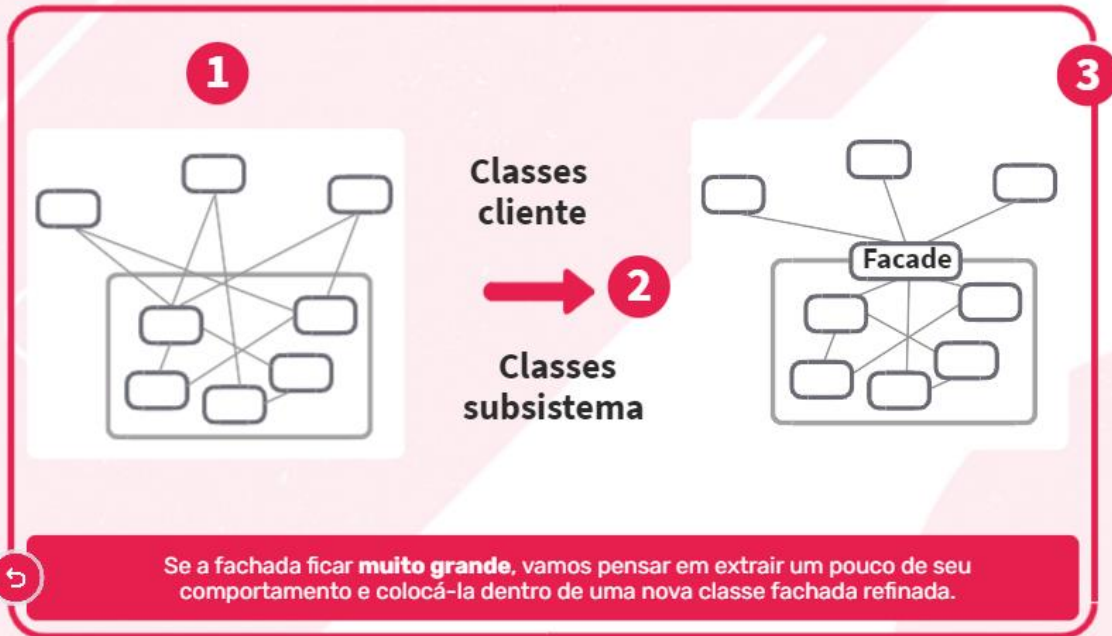 1
3
Classes
cliente
Facade
2
Classes
subsistema
Se a fachada ficar muito grande, vamos pensar em extrair um pouco de seu
comportamento e colocá-la dentro de uma nova classe fachada refinada.